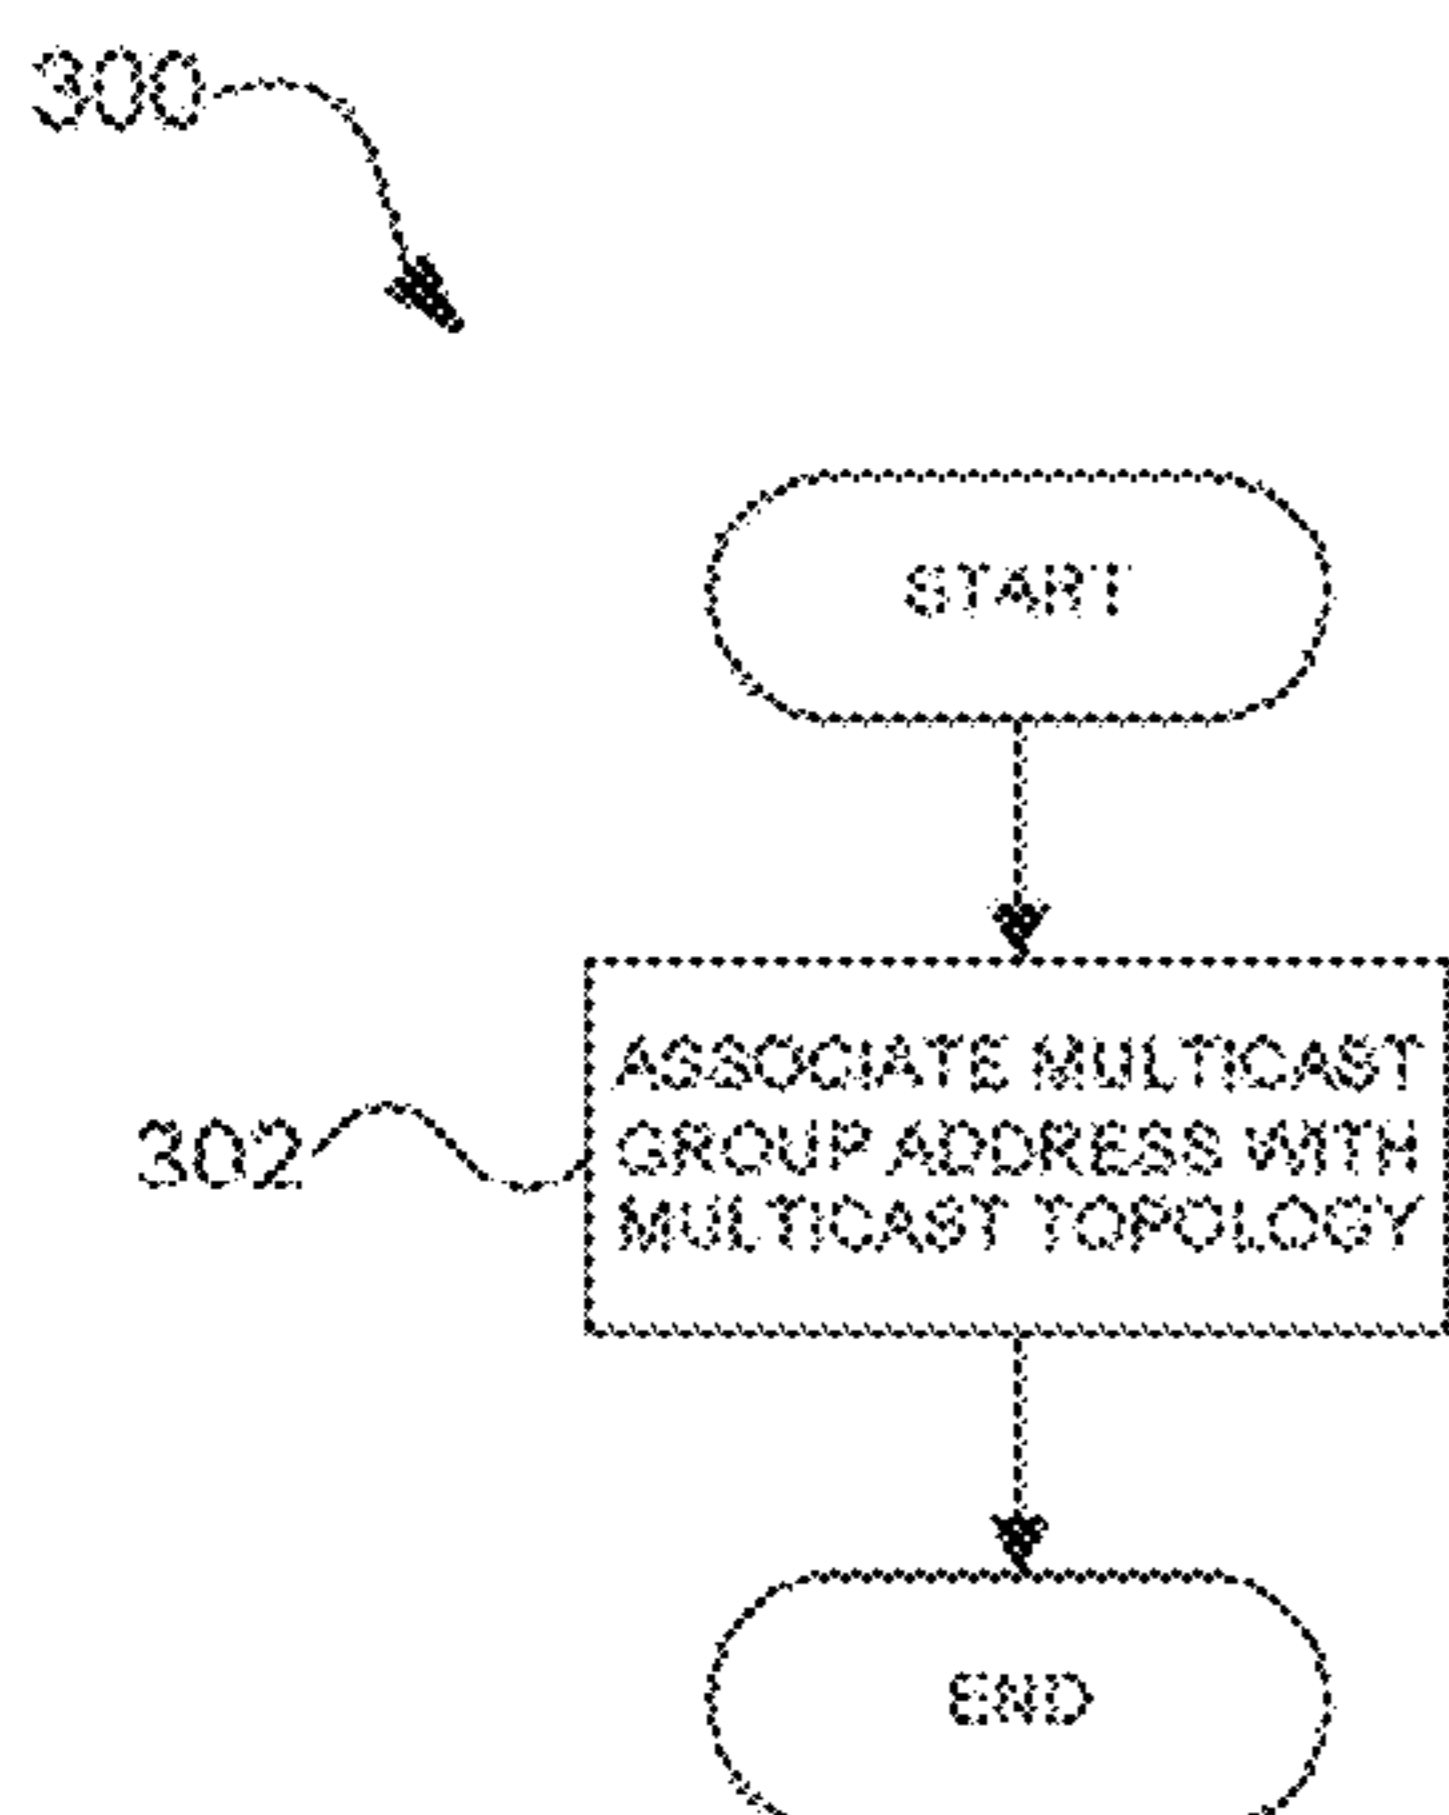 300
START
302
ASSOCIATE MULTICAST
GROUP ADDRESS WITH
MULTICAST TOPOLOGY
END